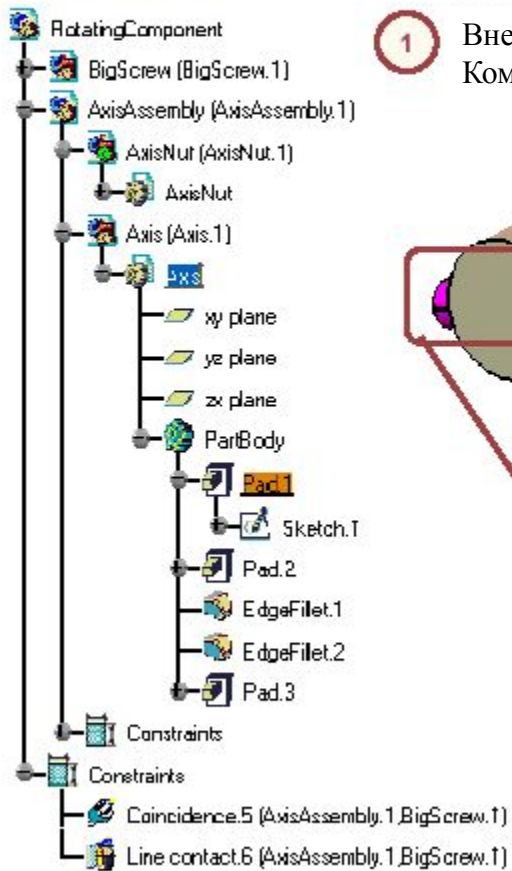 RotatingComponent
BigScrew (BigScrew.1)
AxisAssembly (AxisAssembly.1)
AxisNut (AxisNut.1)
AxisNut
Axis (Axis.1)
Axis
xy plane
yz plane
zx plane
PartBody
Pad.1
Sketch.1
Pad.2
EdgeFillet.1
EdgeFillet.2
Pad.3
Constraints
Constraints
Coincidence.5 (AxisAssembly.1,BigScrew.1)
Line contact.6 (AxisAssembly.1,BigScrew.1)
1
Вне
Ком